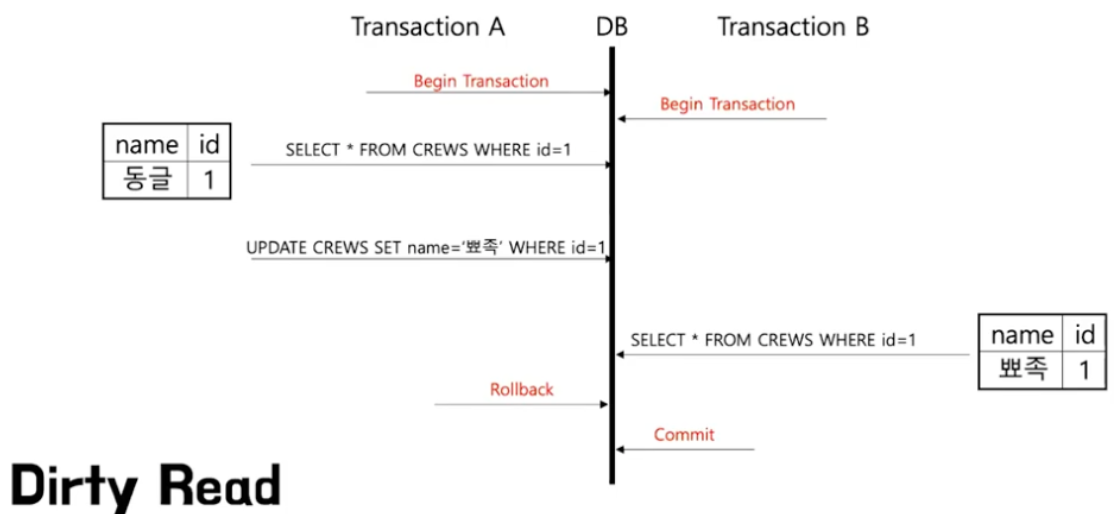 Transaction A DB Transaction B
Begin Transaction
Begin Transaction
name id
동글 1
SELECT * FROM CREWS WHERE id=1
UPDATE CREWS SET name='뾰족' WHERE id=1
SELECT * FROM CREWS WHERE id=1
name id
뾰족 1
Rollback
Commit
Dirty Read